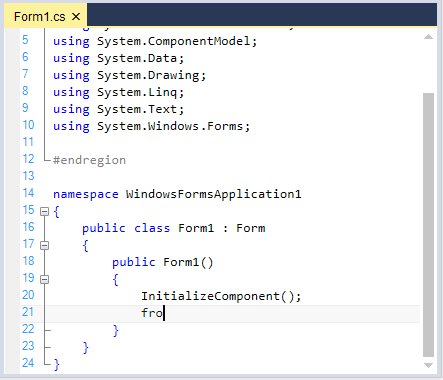 Form1.cs ×
5 using System.ComponentModel;
6 using System.Data;
7 using System.Drawing;
8 using System.Linq;
9 using System.Text;
10 using System.Windows.Forms;
11
12 #endregion
13
14 namespace WindowsFormsApplication1
15 {
16 public class Form1 : Form
17 {
18 public Form1()
19 {
20 InitializeComponent();
21 fro
22 }
23 }
24 }